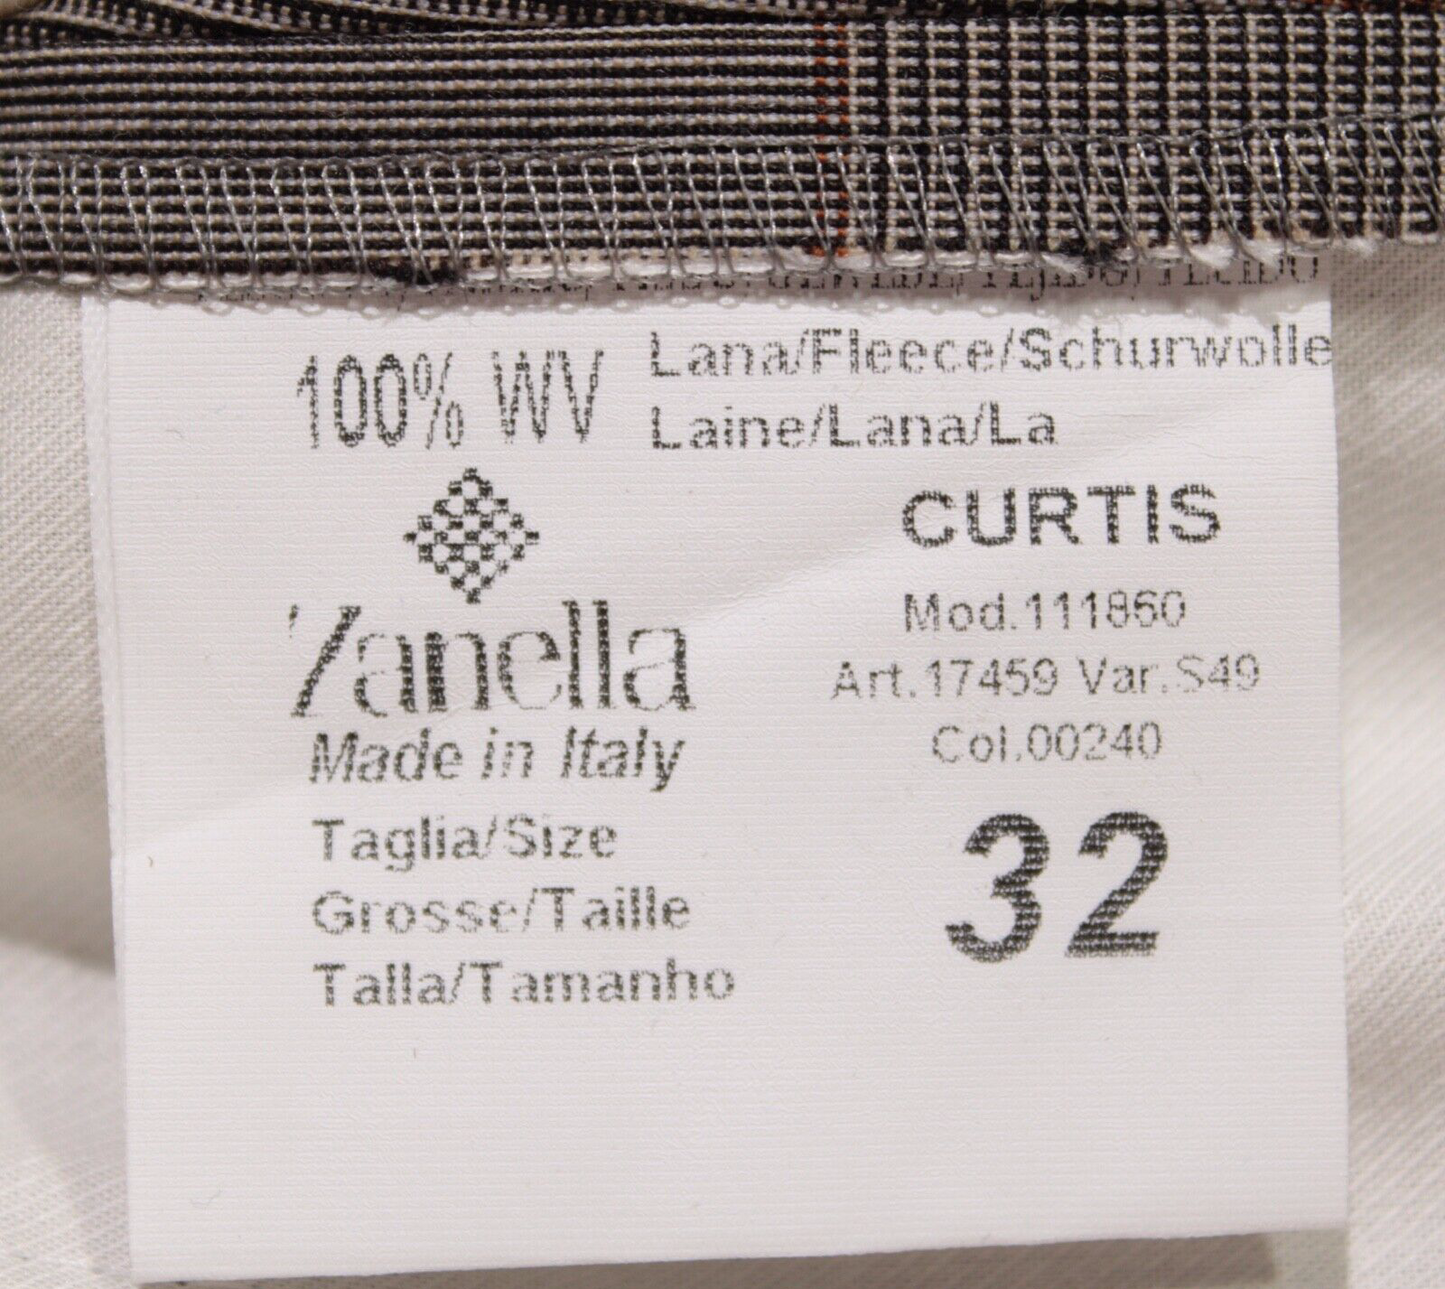 100% WV Lana/Fleece/Schurwolle
Laine/Lana/La
CURTIS
Mod.111860
Art.17459 Var.S49
Col.00240
Zanella
Made in Italy
Taglia/Size
Grosse/Taille
Talla/Tamanho
32